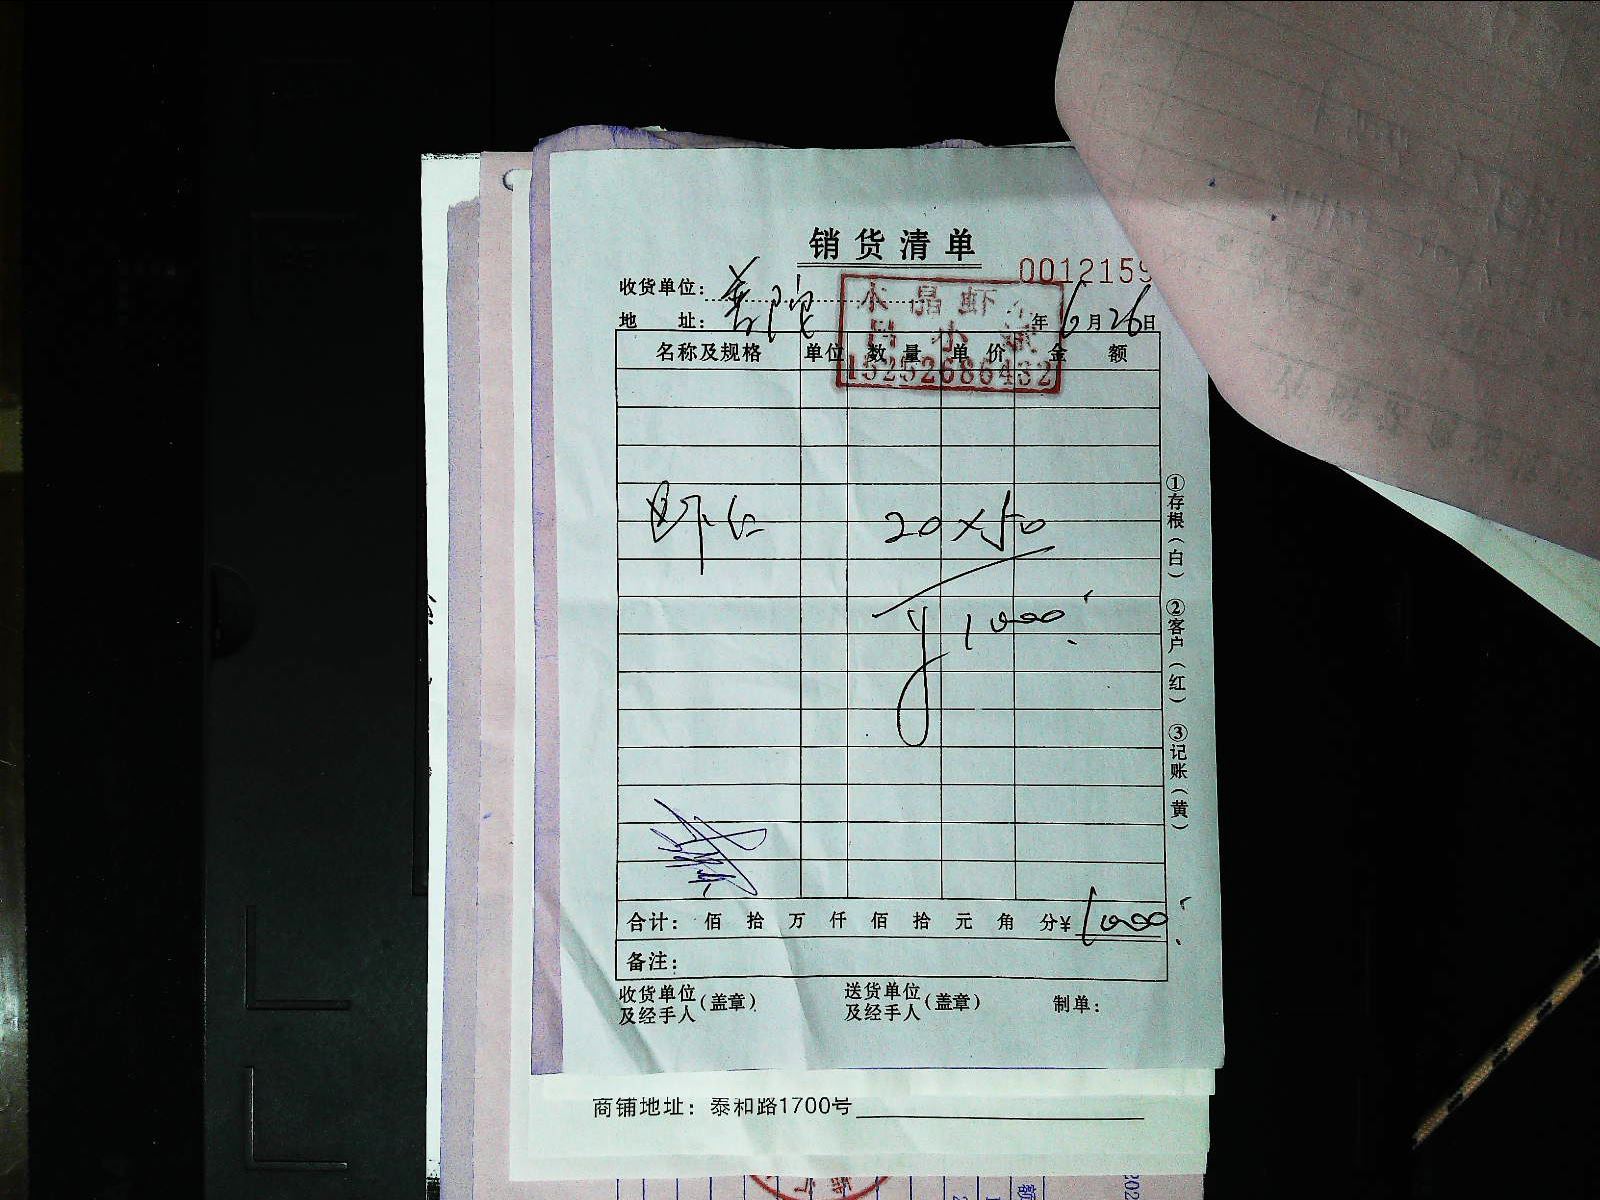 销货清单
0012159
收货单位:
地 址: 年 6 月 26 日
水晶虾
15252686432
名称及规格 单位 数量 单价 金额
虾仁 20×50
¥1000
合计: 佰 拾 万 仟 佰 拾 元 角 分¥ 1000
备注:
收货单位及经手人(盖章) 送货单位及经手人(盖章) 制单:
①存根(白) ②客户(红) ③记账(黄)
商铺地址: 泰和路1700号